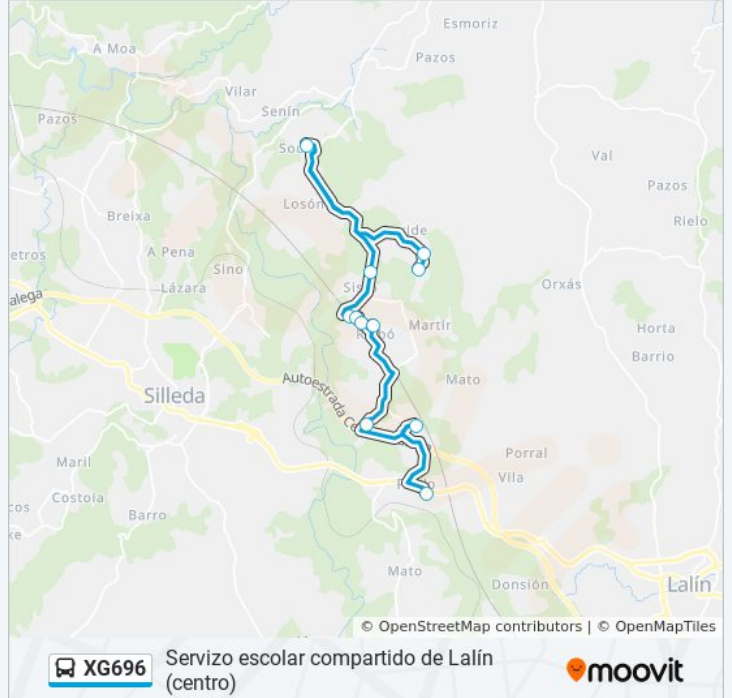 Esmoriz
A Moa
Pazos
Vilar
Senín
Pazos
Val
Pazos
Losón
Breixa
Rielo
A Pena
Sino
Orxás
Lázara
Martír
Horta
Barrio
Mato
Silleda
Autoestrada Ce
Porral
Maril
Vila
Costoia
Barro
Mato
Donsión
Lalín
© OpenStreetMap contributors | © OpenMapTiles
XG696
Servizo escolar compartido de Lalín
(centro)
moovit